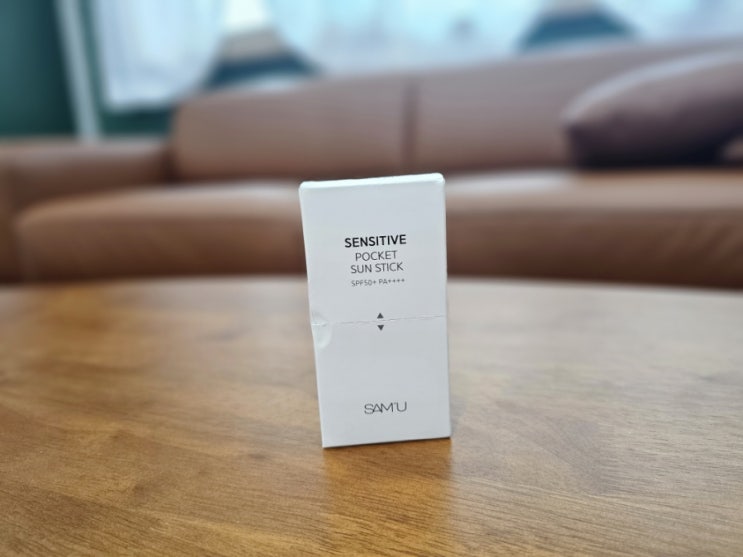 SENSITIVE
POCKET
SUN STICK
SPF50+ PA++++
SAM'U